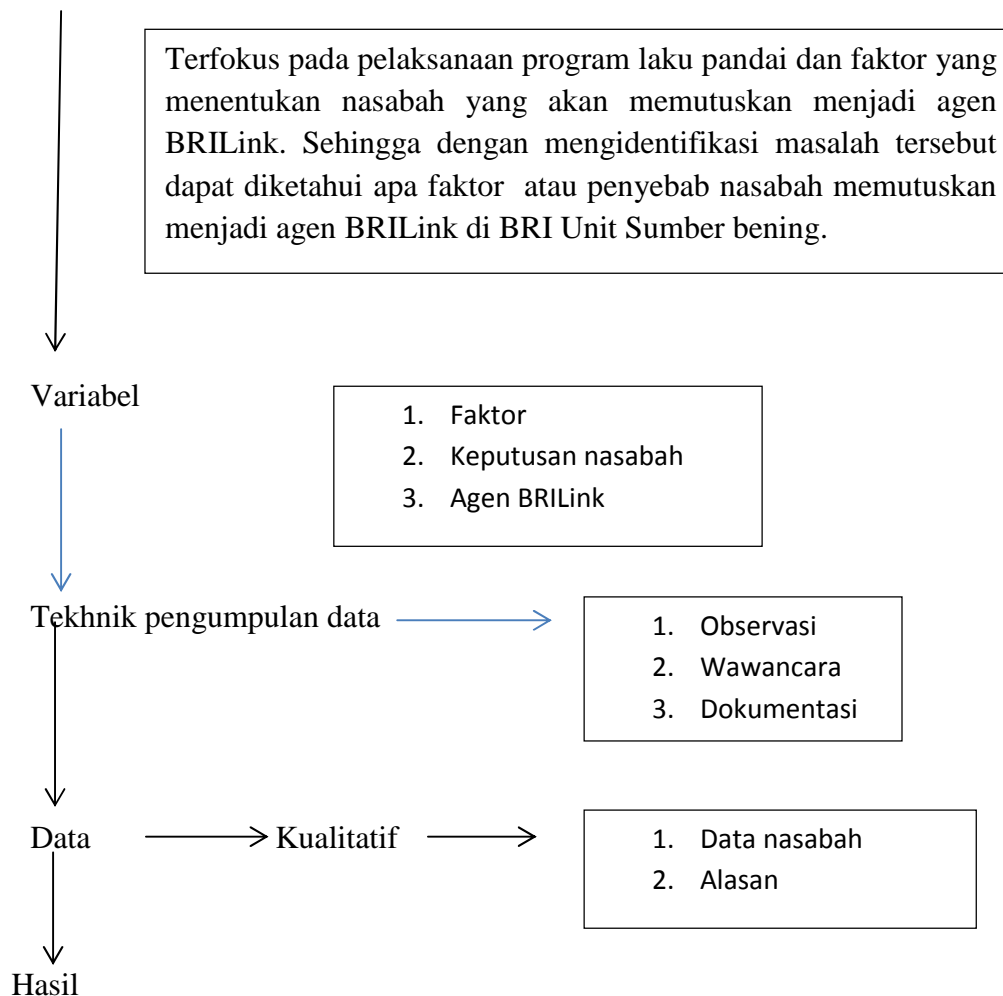 Terfokus pada pelaksanaan program laku pandai dan faktor yang
menentukan nasabah yang akan memutuskan menjadi agen
BRILink. Sehingga dengan mengidentifikasi masalah tersebut
dapat diketahui apa faktor atau penyebab nasabah memutuskan
menjadi agen BRILink di BRI Unit Sumber bening.
Variabel
1. Faktor
2. Keputusan nasabah
3. Agen BRILink
Tekhnik pengumpulan data
1. Observasi
2. Wawancara
3. Dokumentasi
Data
Kualitatif
1. Data nasabah
2. Alasan
Hasil